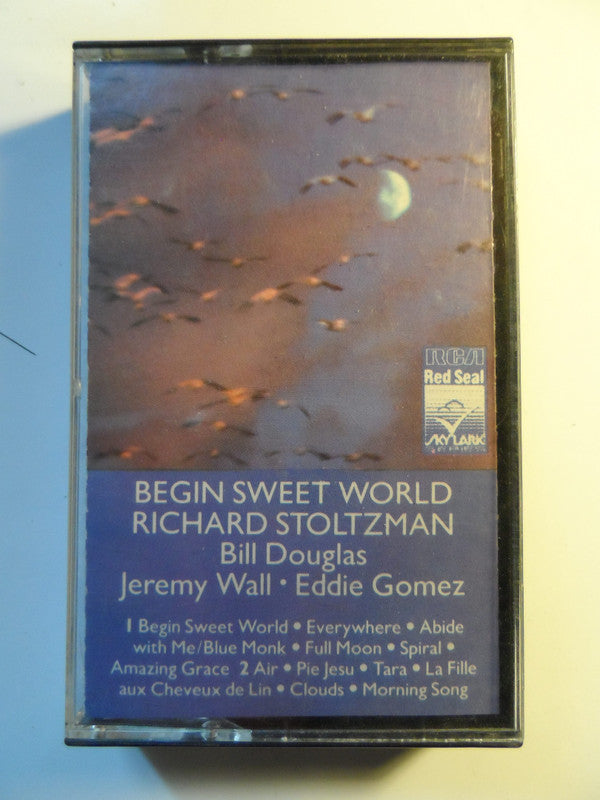 RCA
Red Seal
SKYLARK
BEGIN SWEET WORLD
RICHARD STOLTZMAN
Bill Douglas
Jeremy Wall • Eddie Gomez
1 Begin Sweet World • Everywhere • Abide
with Me/Blue Monk • Full Moon • Spiral •
Amazing Grace 2 Air • Pie Jesu • Tara • La Fille
aux Cheveux de Lin • Clouds • Morning Song